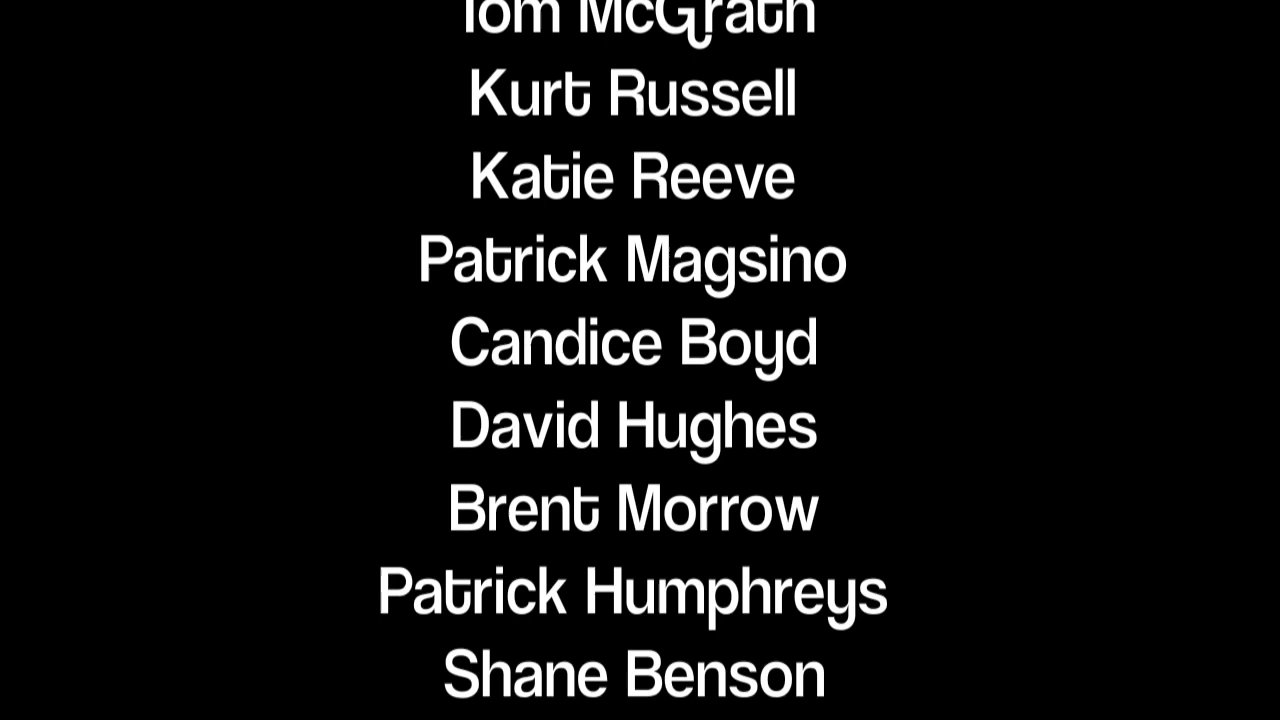 Tom McGrath
Kurt Russell
Katie Reeve
Patrick Magsino
Candice Boyd
David Hughes
Brent Morrow
Patrick Humphreys
Shane Benson